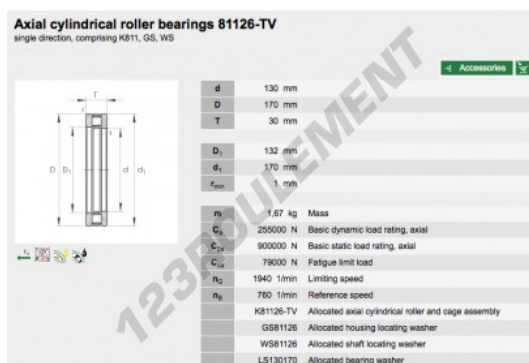 Axial cylindrical roller bearings 81126-TV
single direction, comprising K811, GS, WS
Accessories
d 130 mm
D 170 mm
T 30 mm
D₁ 132 mm
d₁ 170 mm
rmin 1 mm
m 1,67 kg Mass
Ca 255000 N Basic dynamic load rating, axial
C0a 900000 N Basic static load rating, axial
Cua 79000 N Fatigue limit load
nG 1940 1/min Limiting speed
nB 760 1/min Reference speed
K81126-TV Allocated axial cylindrical roller and cage assembly
GS81126 Allocated housing locating washer
WS81126 Allocated shaft locating washer
LS130170 Allocated bearing washer
T
r
r
D D₁ d d₁
Fa
123ROULEMENT